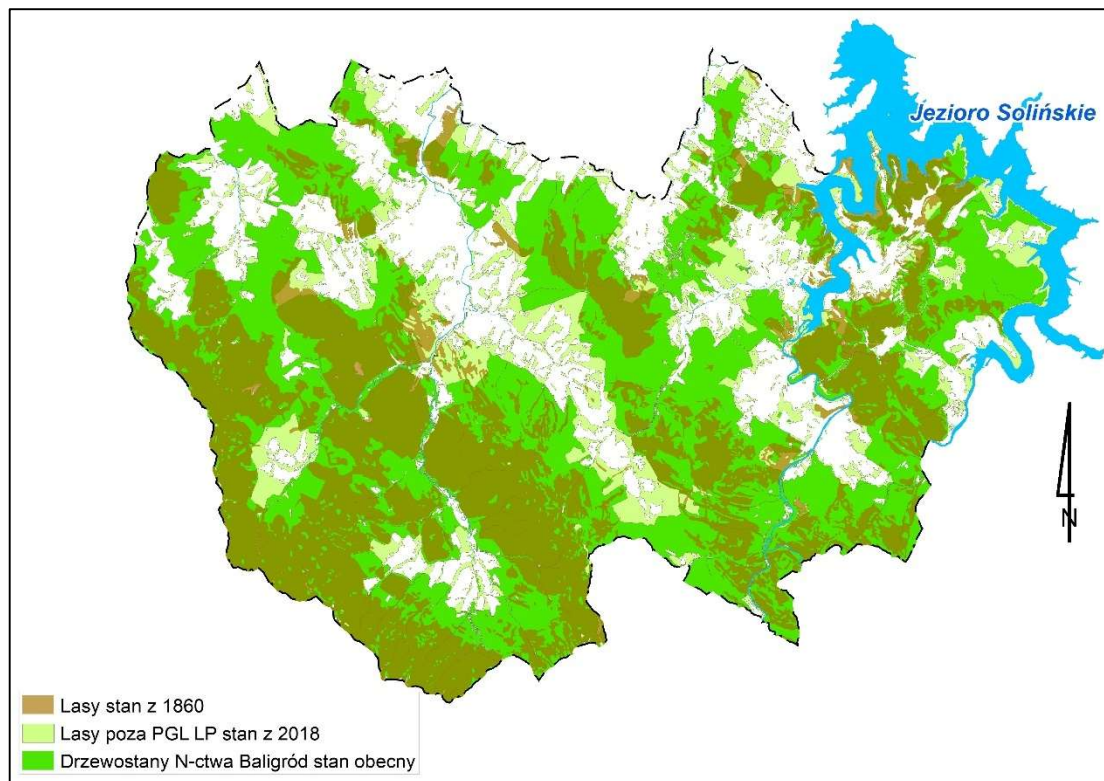 Jezioro Solińskie
N
Lasy stan z 1860
Lasy poza PGL LP stan z 2018
Drzewostany N-ctwa Baligród stan obecny